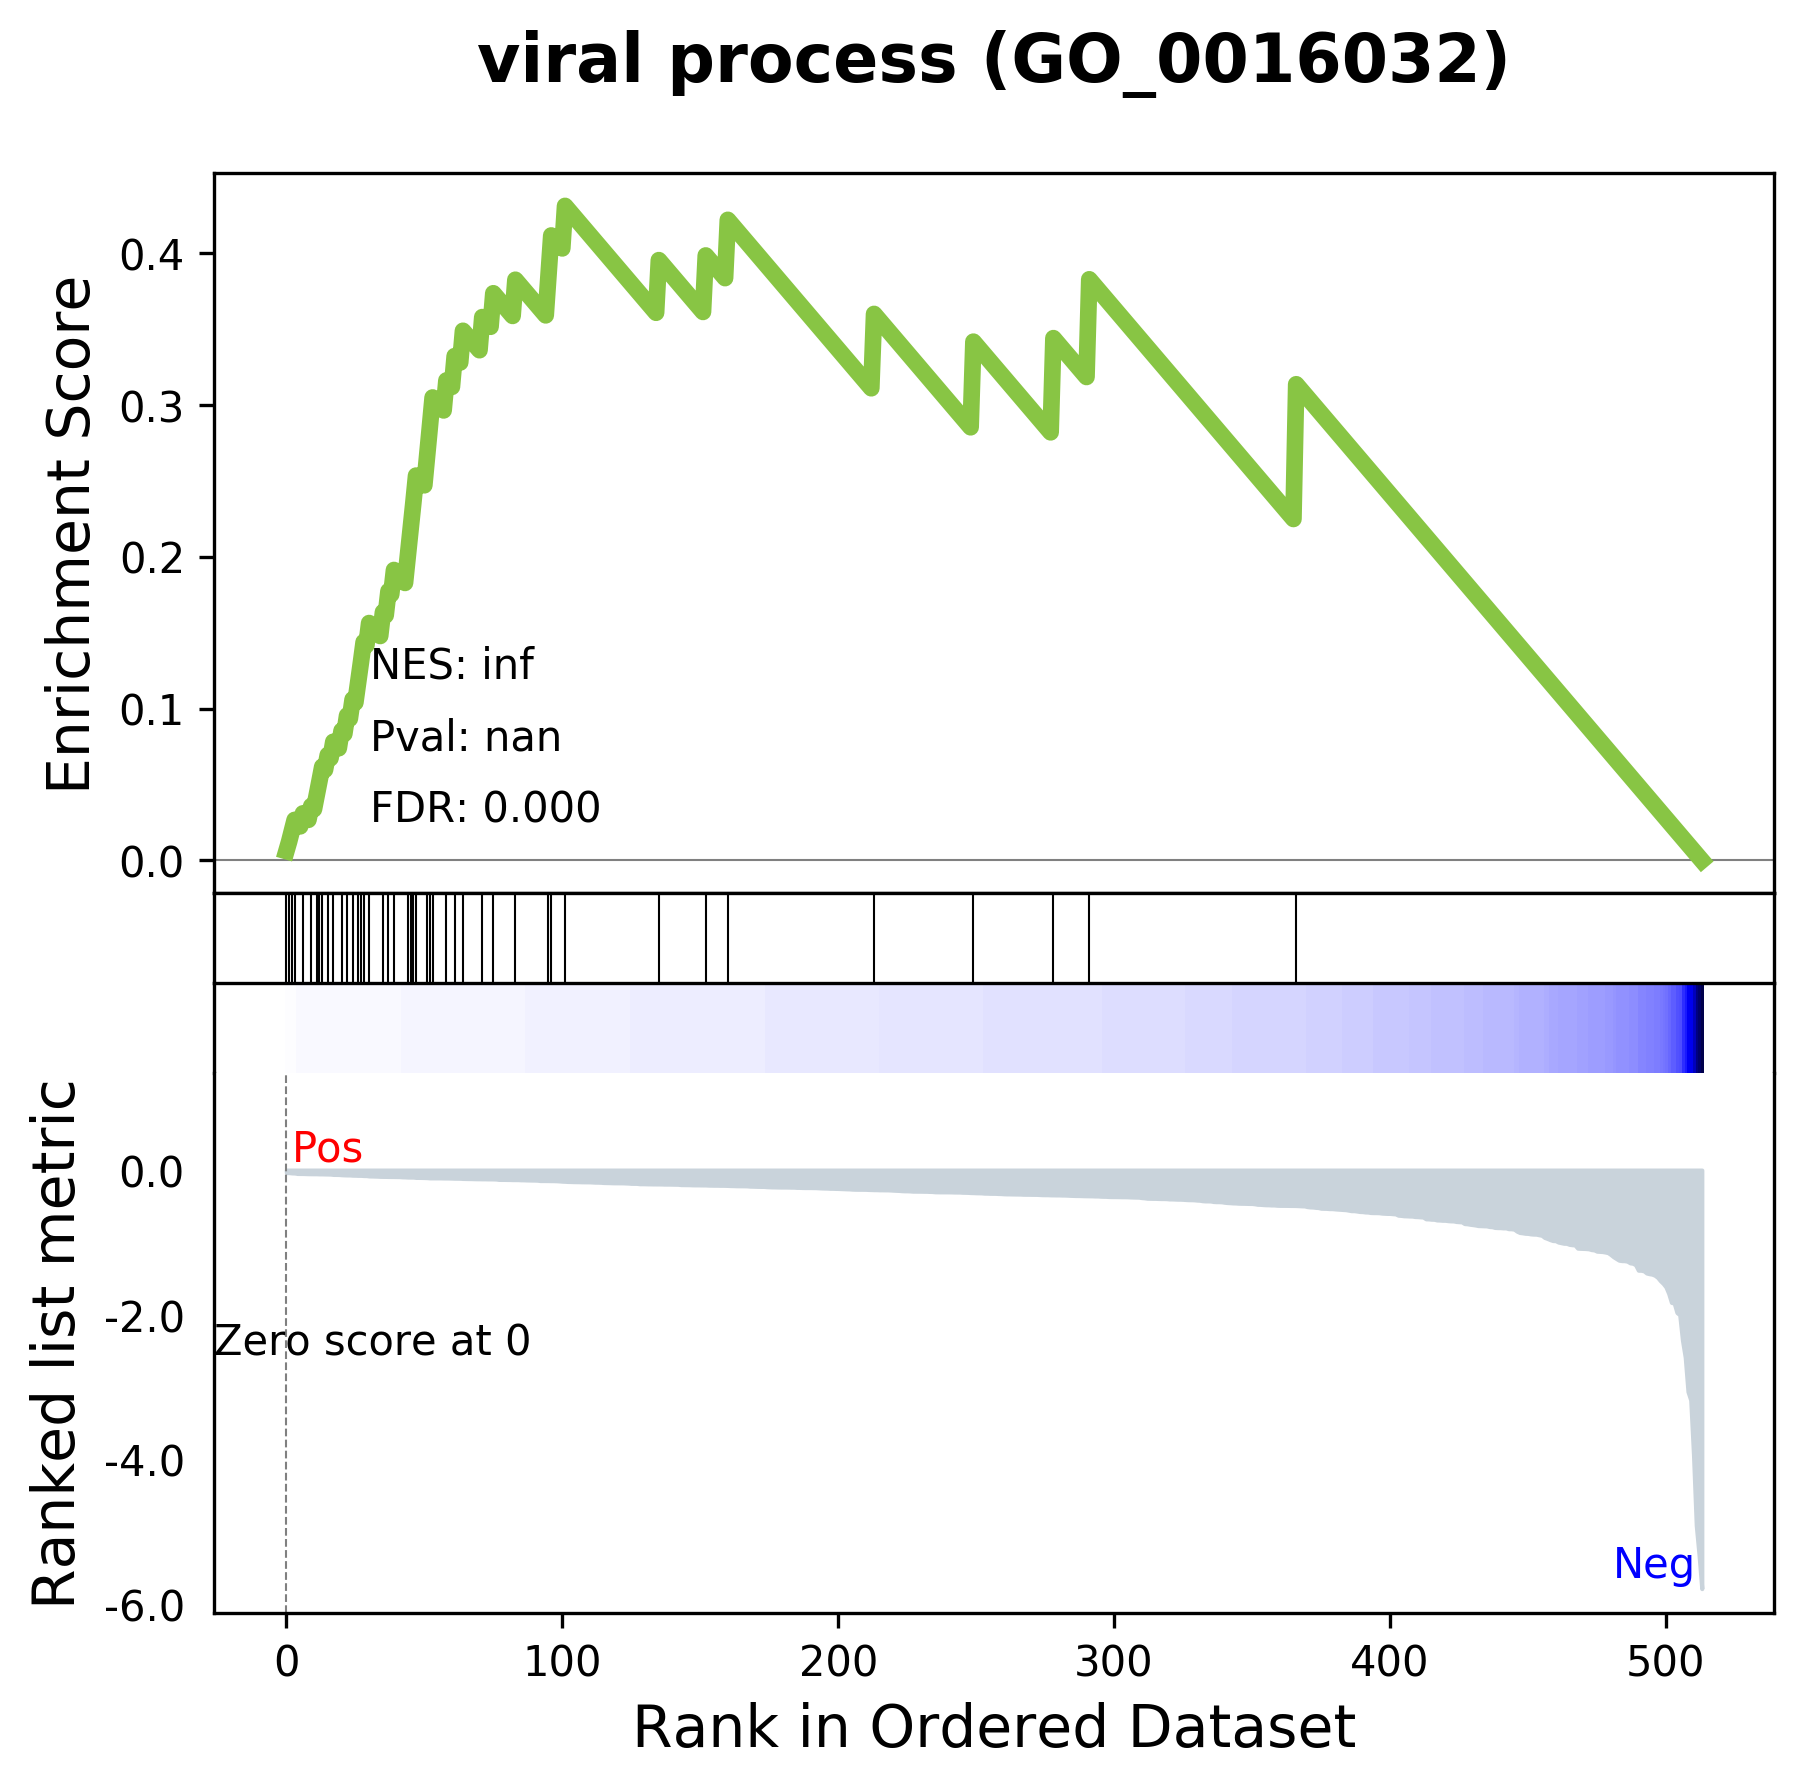 viral process (GO_0016032)
Enrichment Score
0.4
0.3
0.2
0.1
0.0
NES: inf
Pval: nan
FDR: 0.000
Ranked list metric
0.0
-2.0
-4.0
-6.0
Pos
Zero score at 0
Neg
0 100 200 300 400 500
Rank in Ordered Dataset